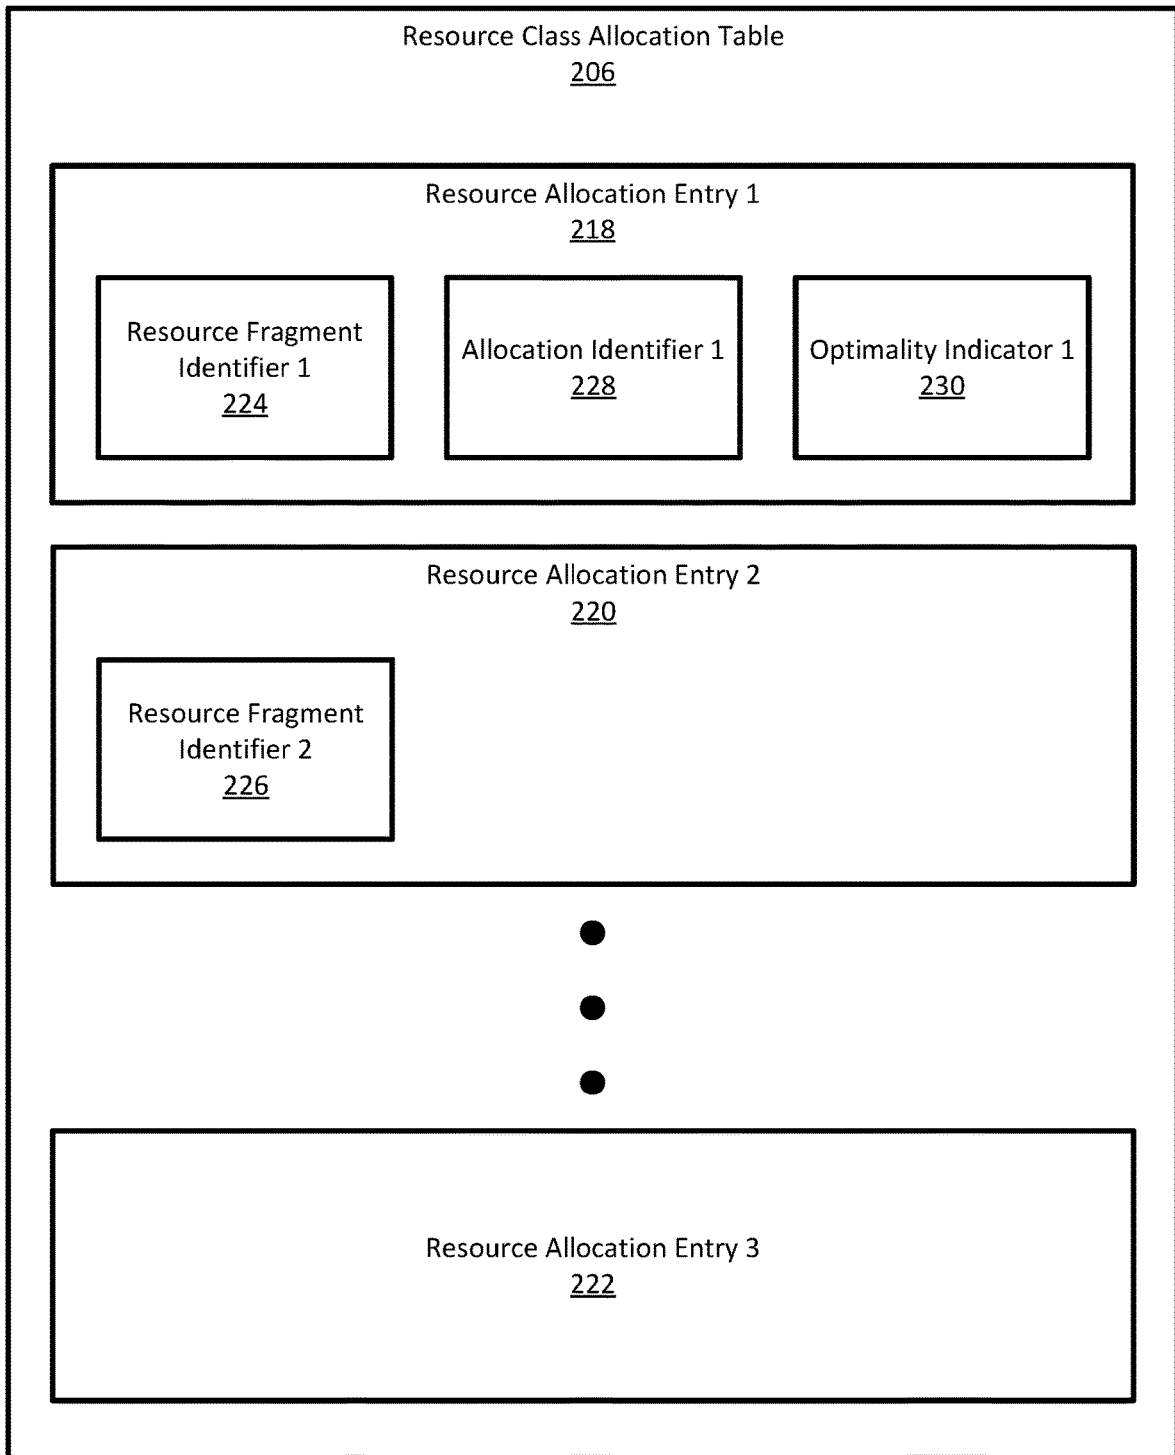 Resource Class Allocation Table
206
Resource Allocation Entry 1
218
Resource Fragment
Identifier 1
224
Allocation Identifier 1
228
Optimality Indicator 1
230
Resource Allocation Entry 2
220
Resource Fragment
Identifier 2
226
Resource Allocation Entry 3
222